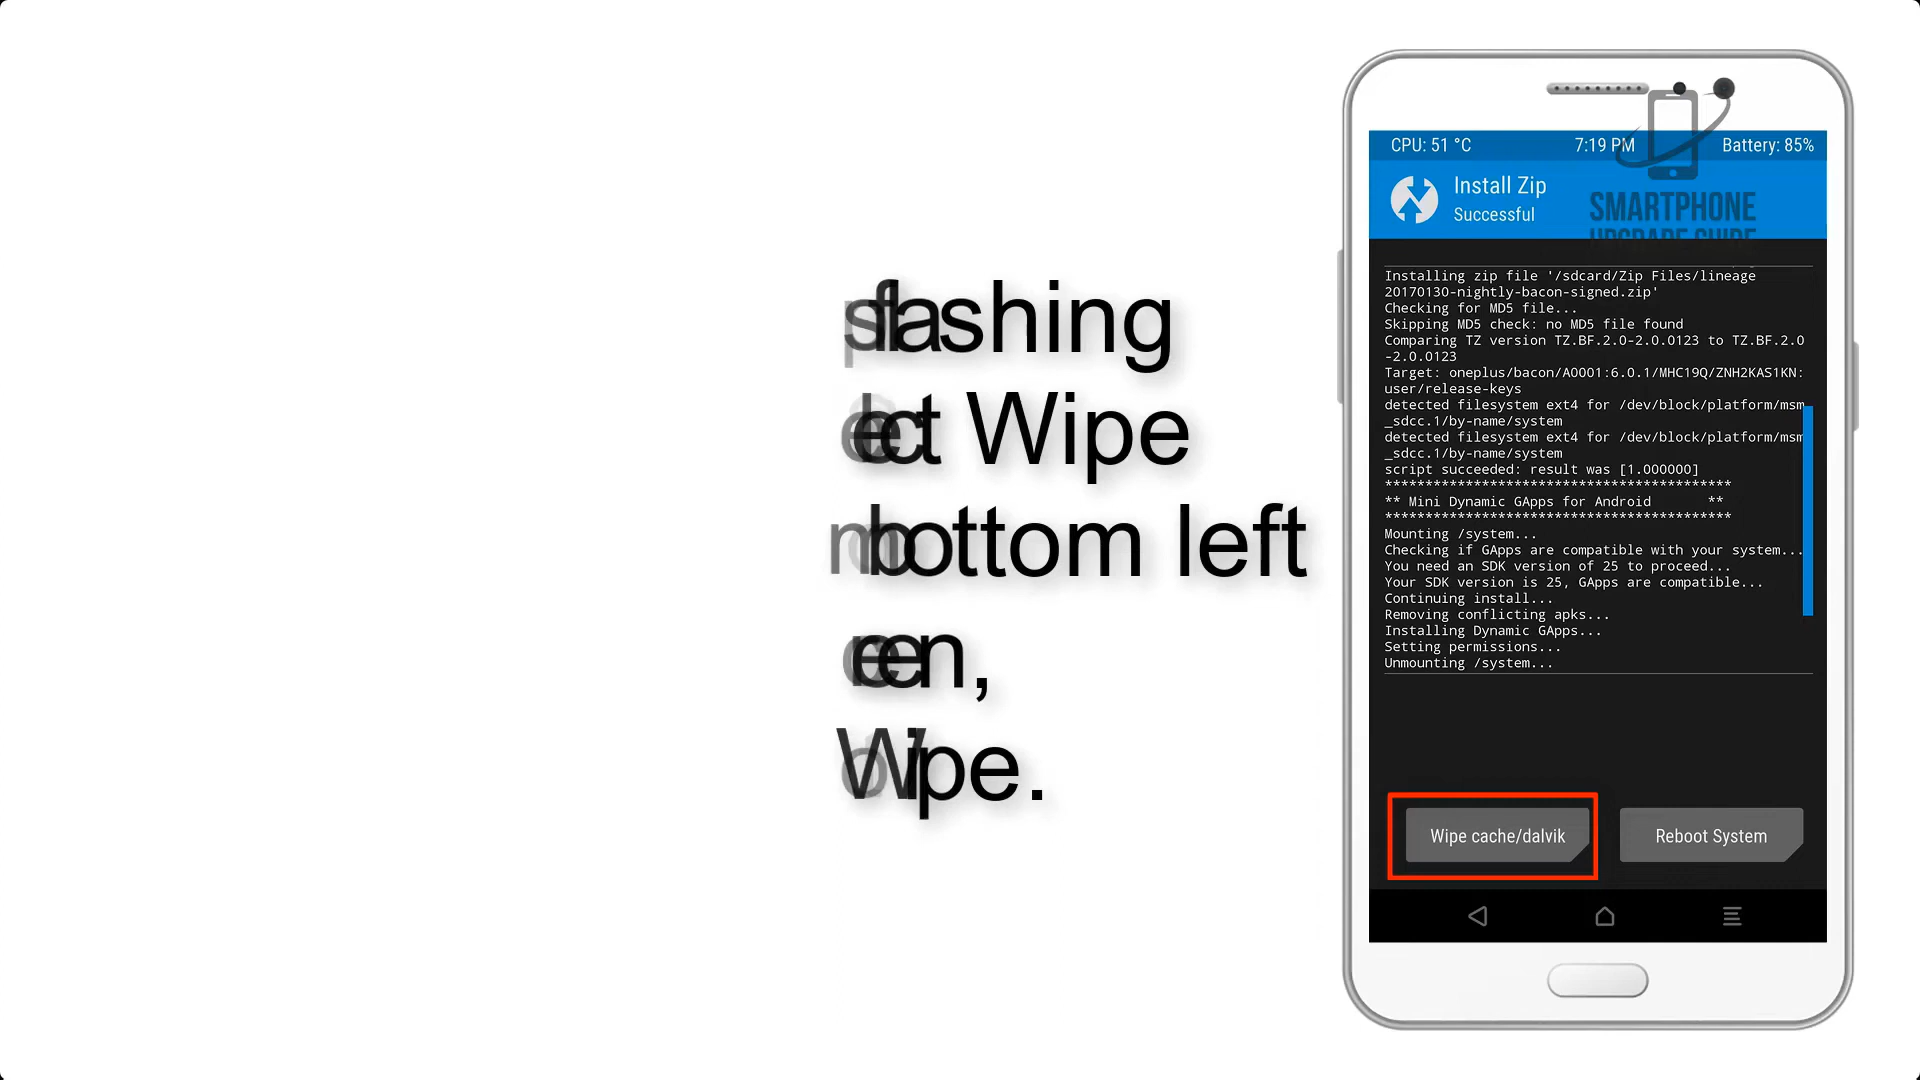 flashing
Wipe
bottom left
Wipe.
CPU: 51 °C
7:19 PM
Battery: 85%
Install Zip
Successful
SMARTPHONE
UPGRADE GUIDE
Installing zip file '/sdcard/Zip Files/lineage
20170130-nightly-bacon-signed.zip'
Checking for MD5 file...
Skipping MD5 check: no MD5 file found
Comparing TZ version TZ.BF.2.0-2.0.0123 to TZ.BF.2.0
-2.0.0123
Target: oneplus/bacon/A0001:6.0.1/MHC19Q/ZNH2KAS1KN:
user/release-keys
detected filesystem ext4 for /dev/block/platform/msm
_sdcc.1/by-name/system
detected filesystem ext4 for /dev/block/platform/msm
_sdcc.1/by-name/system
script succeeded: result was [1.000000]
*******************************************
** Mini Dynamic GApps for Android       **
*******************************************
Mounting /system...
Checking if GApps are compatible with your system...
You need an SDK version of 25 to proceed...
Your SDK version is 25, GApps are compatible...
Continuing install...
Removing conflicting apks...
Installing Dynamic GApps...
Setting permissions...
Unmounting /system...
Wipe cache/dalvik
Reboot System